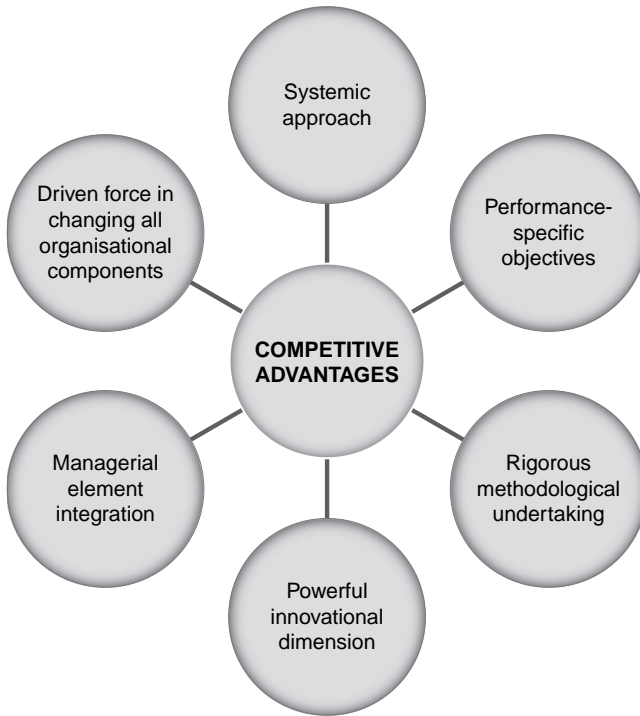 Systemic
approach
Driven force in
changing all
organisational
components
Performance-
specific
objectives
COMPETITIVE
ADVANTAGES
Managerial
element
integration
Rigorous
methodological
undertaking
Powerful
innovational
dimension